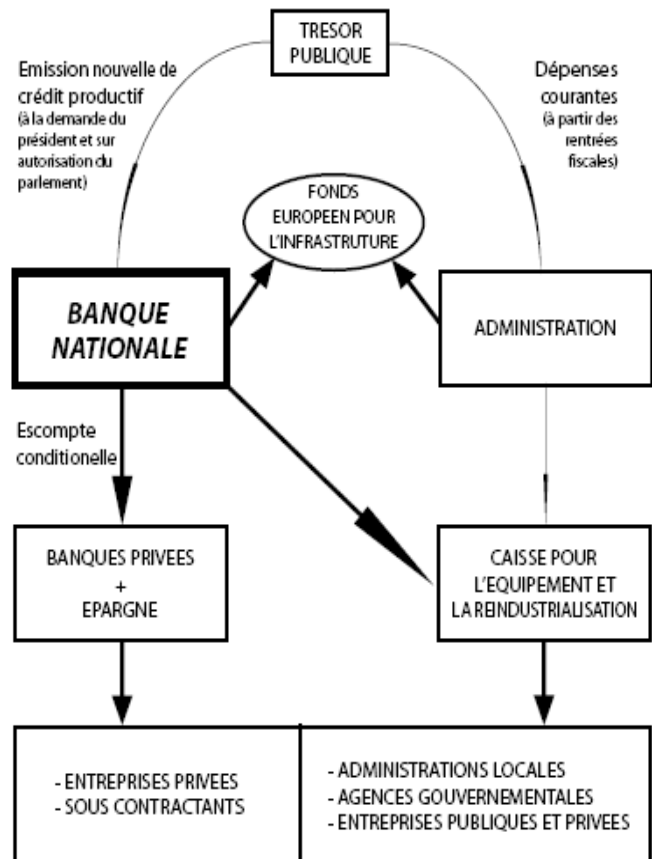 TRESOR
PUBLIQUE
Emission nouvelle de
crédit productif
(à la demande du
président et sur
autorisation du
parlement)
Dépenses
courantes
(à partir des
rentrées
fiscales)
FONDS
EUROPEEN POUR
L'INFRASTRUTURE
BANQUE
NATIONALE
ADMINISTRATION
Escompte
conditionelle
BANQUES PRIVEES
+
EPARGNE
CAISSE POUR
L'EQUIPEMENT ET
LA REINDUSTRIALISATION
- ENTREPRISES PRIVEES
- SOUS CONTRACTANTS
- ADMINISTRATIONS LOCALES
- AGENCES GOUVERNEMENTALES
- ENTREPRISES PUBLIQUES ET PRIVEES